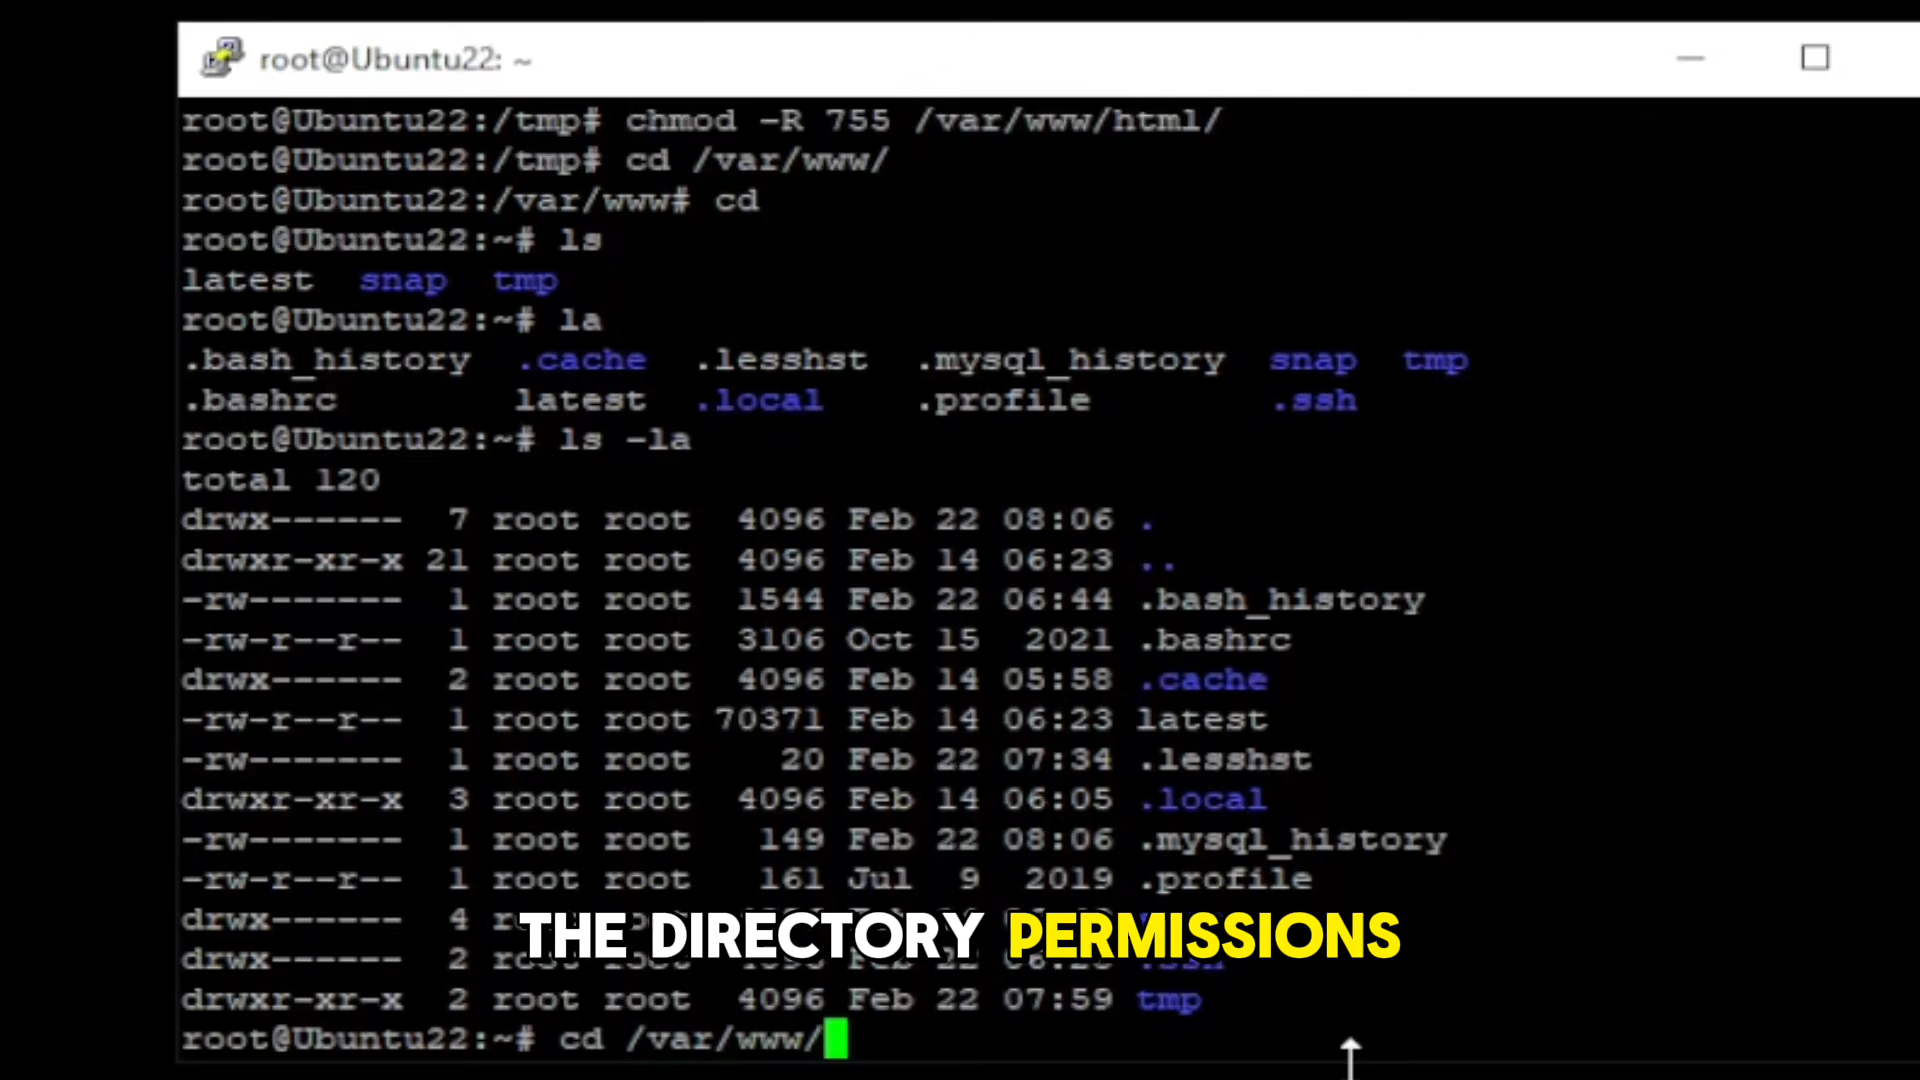 root@Ubuntu22: ~
root@Ubuntu22:/tmp# chmod -R 755 /var/www/html/
root@Ubuntu22:/tmp# cd /var/www/
root@Ubuntu22:/var/www# cd
root@Ubuntu22:~# ls
latest snap tmp
root@Ubuntu22:~# la
.bash_history .cache .lesshst .mysql_history snap tmp
.bashrc latest .local .profile .ssh
root@Ubuntu22:~# ls -la
total 120
drwx------ 7 root root 4096 Feb 22 08:06 .
drwxr-xr-x 21 root root 4096 Feb 14 06:23 ..
-rw------- 1 root root 1544 Feb 22 06:44 .bash_history
-rw-r--r-- 1 root root 3106 Oct 15 2021 .bashrc
drwx------ 2 root root 4096 Feb 14 05:58 .cache
-rw-r--r-- 1 root root 70371 Feb 14 06:23 latest
-rw------- 1 root root 20 Feb 22 07:34 .lesshst
drwxr-xr-x 3 root root 4096 Feb 14 06:05 .local
-rw------- 1 root root 149 Feb 22 08:06 .mysql_history
-rw-r--r-- 1 root root 161 Jul 9 2019 .profile
drwx------ 4
THE DIRECTORY PERMISSIONS
drwx------ 2
drwxr-xr-x 2 root root 4096 Feb 22 07:59 tmp
root@Ubuntu22:~# cd /var/www/